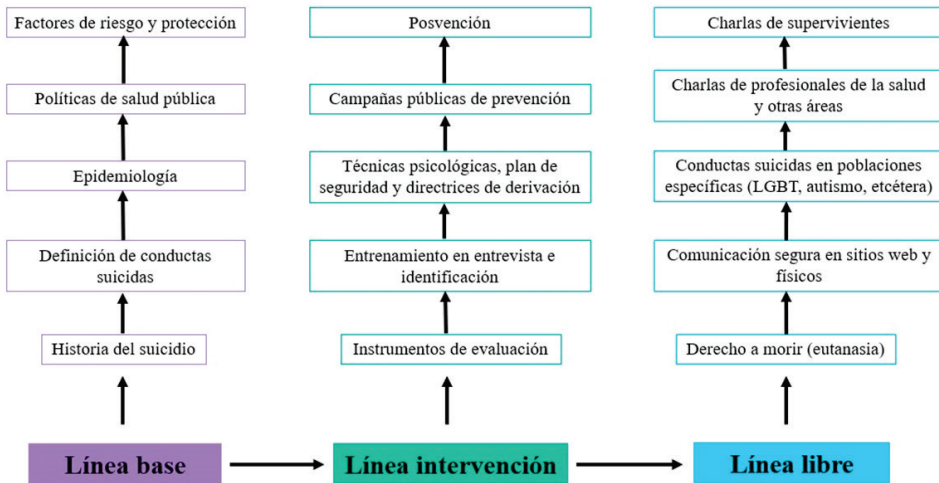 Factores de riesgo y protección
Políticas de salud pública
Epidemiología
Definición de conductas
suicidas
Historia del suicidio
Línea base
Posvención
Campañas públicas de prevención
Técnicas psicológicas, plan de
seguridad y directrices de derivación
Entrenamiento en entrevista e
identificación
Instrumentos de evaluación
Línea intervención
Charlas de supervivientes
Charlas de profesionales de la salud
y otras áreas
Conductas suicidas en poblaciones
específicas (LGBT, autismo, etcétera)
Comunicación segura en sitios web y
físicos
Derecho a morir (eutanasia)
Línea libre